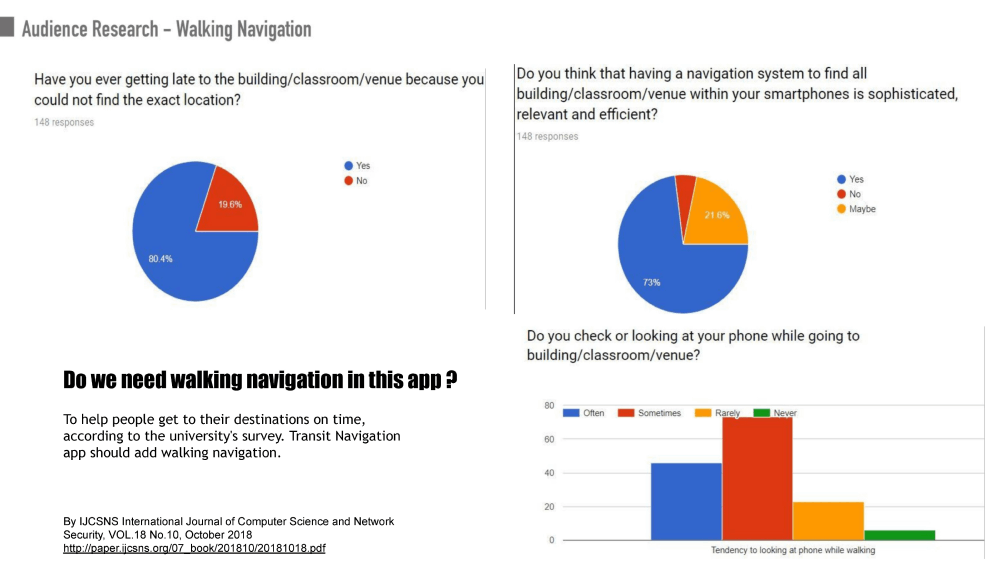 Audience Research – Walking Navigation
Have you ever getting late to the building/classroom/venue because you
could not find the exact location?
148 responses
Yes
No
19.6%
80.4%
Do you think that having a navigation system to find all
building/classroom/venue within your smartphones is sophisticated,
relevant and efficient?
148 responses
Yes
No
Maybe
21.6%
73%
Do we need walking navigation in this app ?
To help people get to their destinations on time,
according to the university's survey. Transit Navigation
app should add walking navigation.
By IJCSNS International Journal of Computer Science and Network
Security, VOL.18 No.10, October 2018
http://paper.ijcsns.org/07_book/201810/20181018.pdf
Do you check or looking at your phone while going to
building/classroom/venue?
80
Often Sometimes Rarely Never
60
40
20
0
Tendency to looking at phone while walking